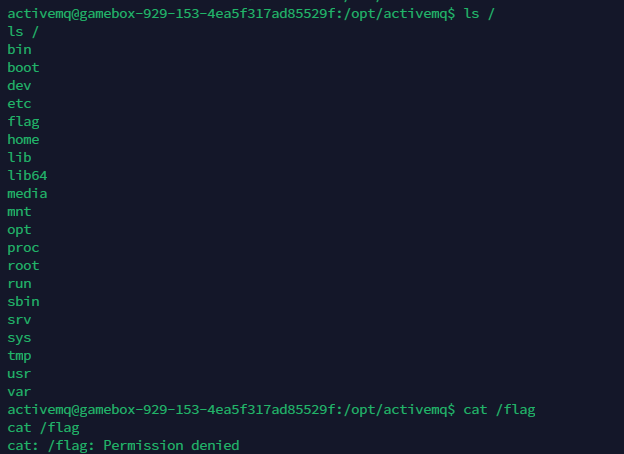 activemq@gamebox-929-153-4ea5f317ad85529f:/opt/activemq$ ls /
ls /
bin
boot
dev
etc
flag
home
lib
lib64
media
mnt
opt
proc
root
run
sbin
srv
sys
tmp
usr
var
activemq@gamebox-929-153-4ea5f317ad85529f:/opt/activemq$ cat /flag
cat /flag
cat: /flag: Permission denied